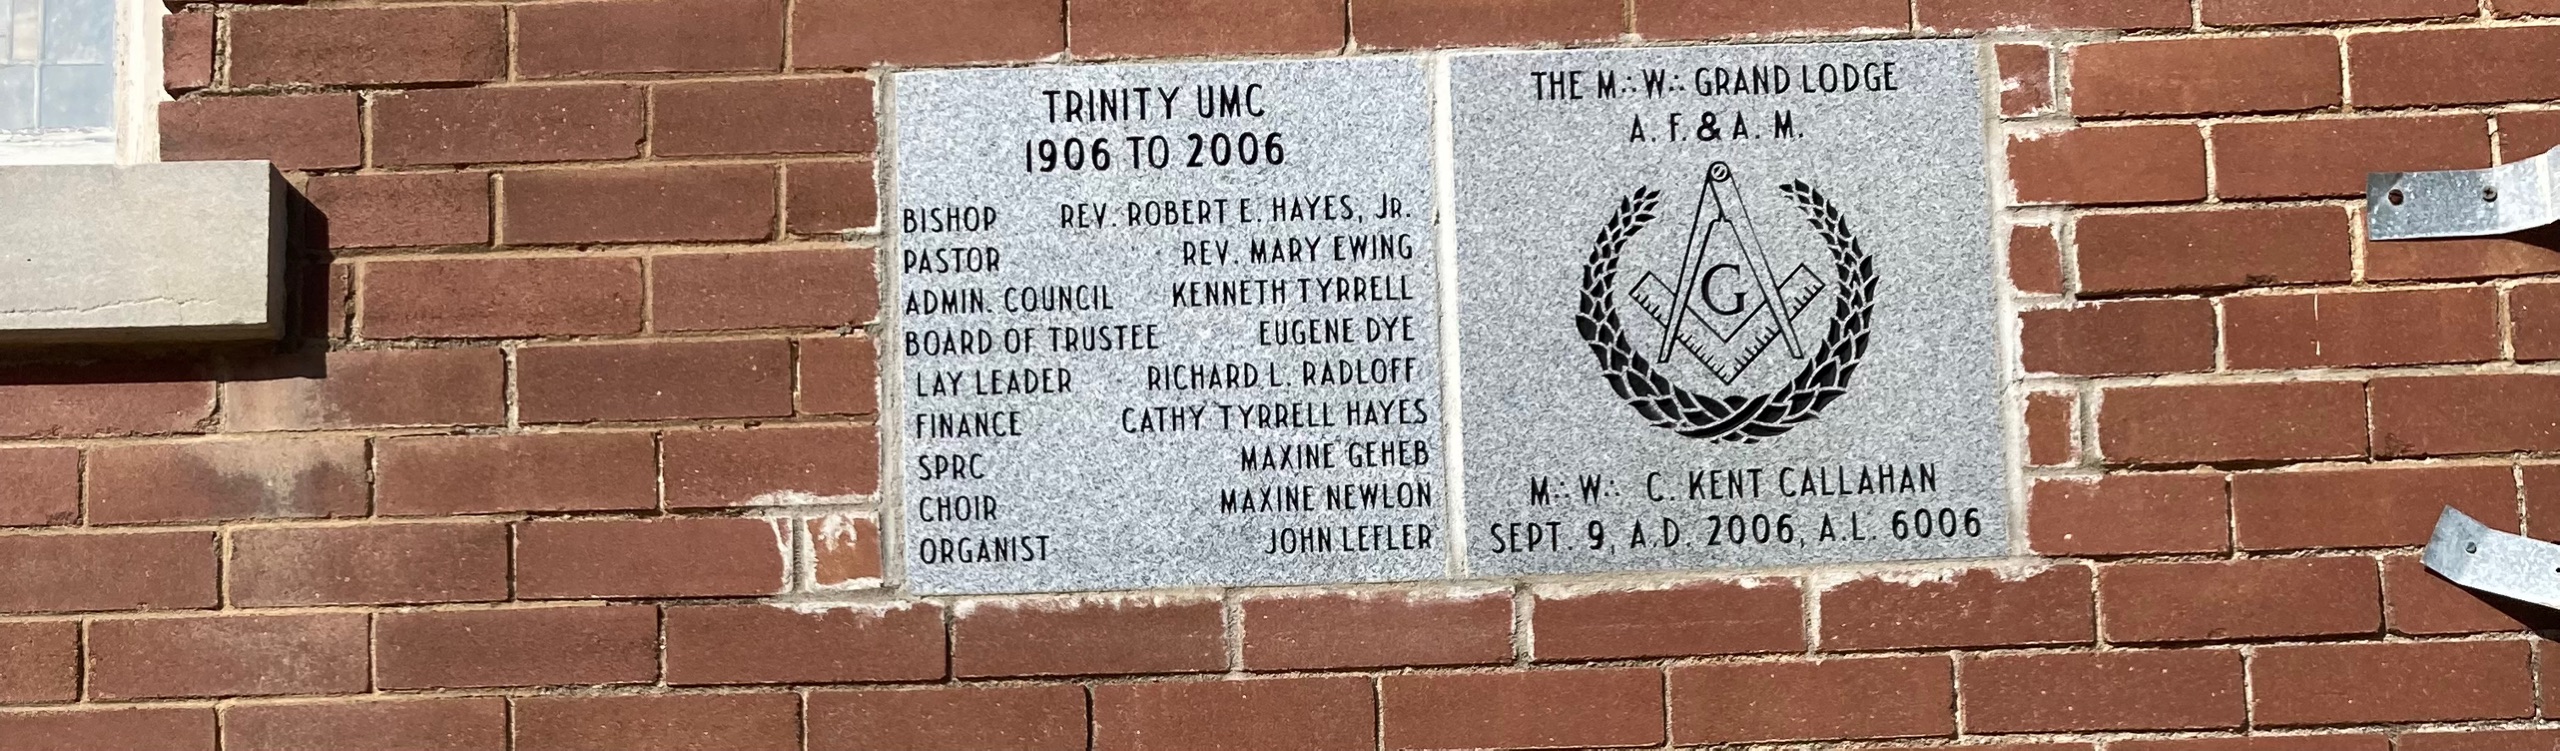 TRINITY UMC
1906 TO 2006
BISHOP REV. ROBERT E. HAYES, JR.
PASTOR REV. MARY EWING
ADMIN. COUNCIL KENNETH TYRRELL
BOARD OF TRUSTEE EUGENE DYE
LAY LEADER RICHARD L. RADLOFF
FINANCE CATHY TYRRELL HAYES
SPRC MAXINE GEHEB
CHOIR MAXINE NEWLON
ORGANIST JOHN LEFLER
THE M∴W∴ GRAND LODGE
A. F. & A. M.
G
M∴W∴ C. KENT CALLAHAN
SEPT. 9, A.D. 2006, A.L. 6006